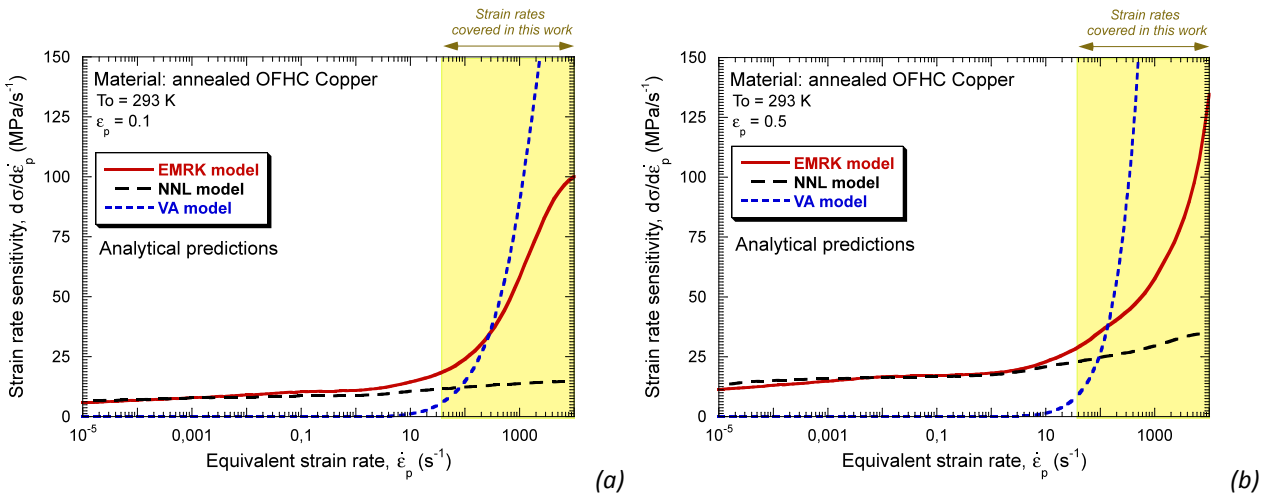 Strain rates
covered in this work
150
125
100
75
50
25
0
Strain rate sensitivity, dσ/dε̇ₚ (MPa/s⁻¹)
Material: annealed OFHC Copper
To = 293 K
εₚ = 0.1
EMRK model
NNL model
VA model
Analytical predictions
10⁻⁵ 0,001 0,1 10 1000
Equivalent strain rate, ε̇ₚ (s⁻¹)
(a)
Strain rates
covered in this work
150
125
100
75
50
25
0
Strain rate sensitivity, dσ/dε̇ₚ (MPa/s⁻¹)
Material: annealed OFHC Copper
To = 293 K
εₚ = 0.5
EMRK model
NNL model
VA model
Analytical predictions
10⁻⁵ 0,001 0,1 10 1000
Equivalent strain rate, ε̇ₚ (s⁻¹)
(b)